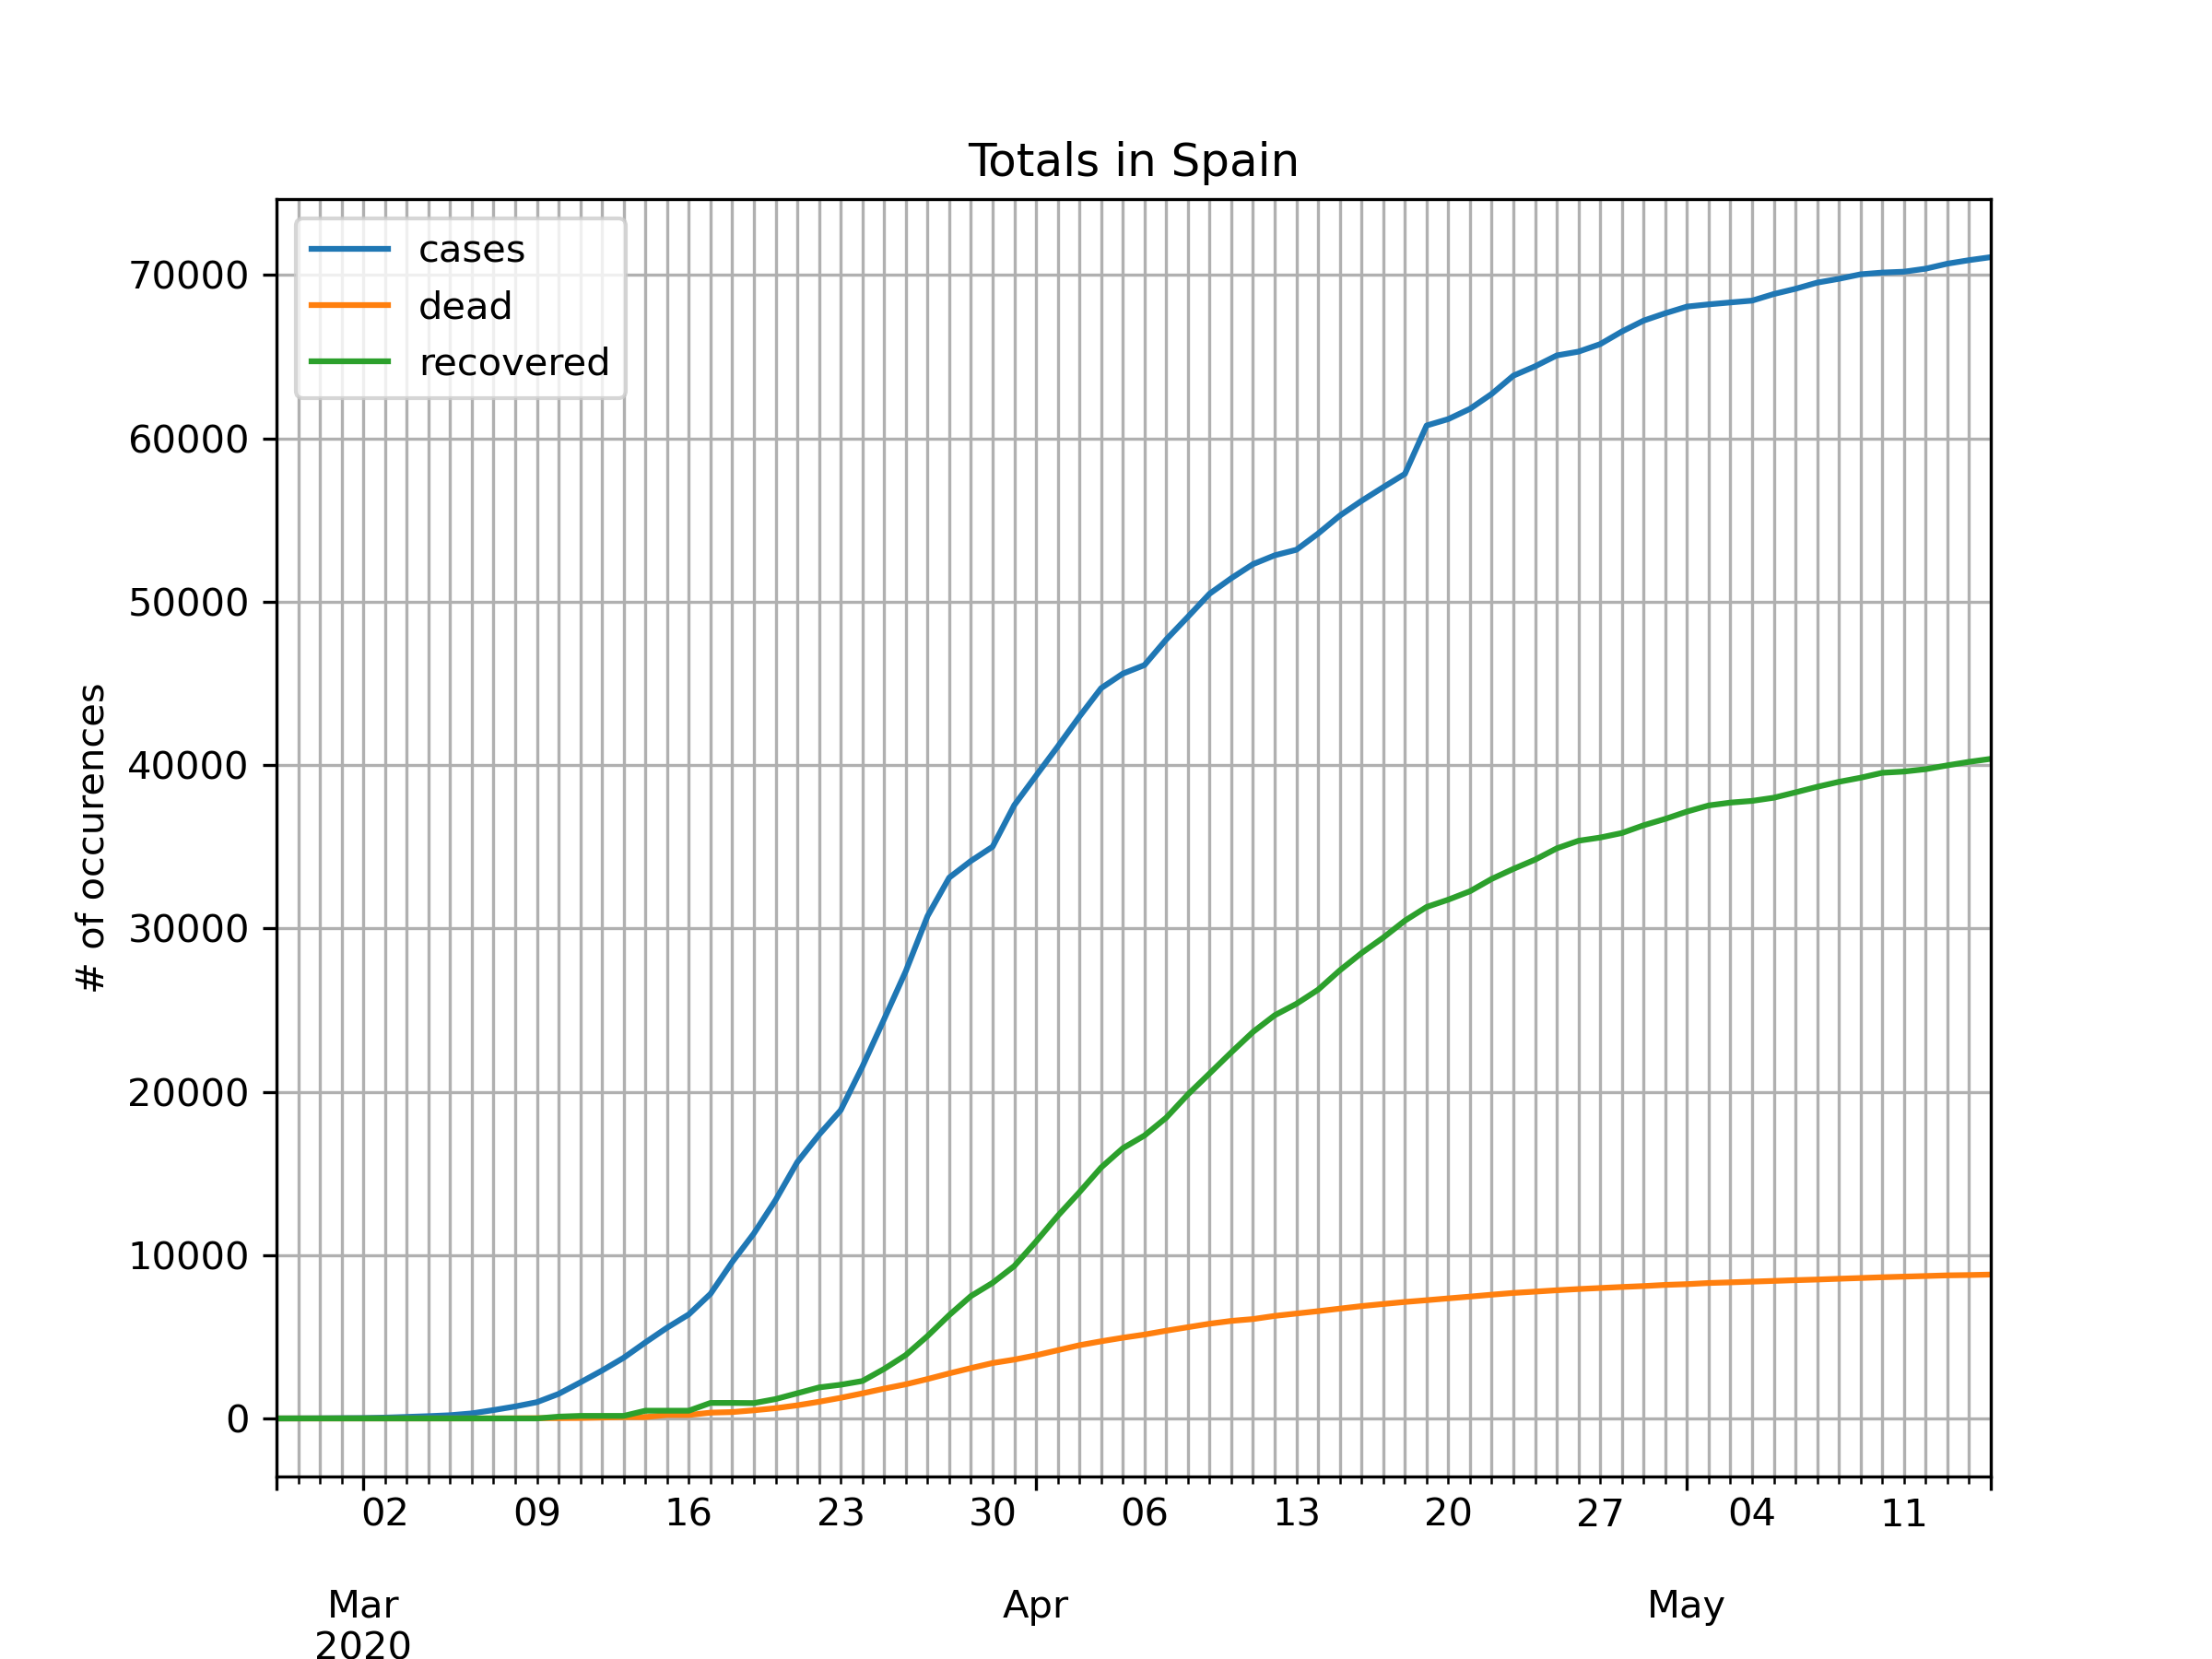 Totals in Spain
cases
dead
recovered
70000
60000
50000
40000
30000
20000
10000
0
# of occurences
02 09 16 23 30 06 13 20 27 04 11
Mar Apr May
2020